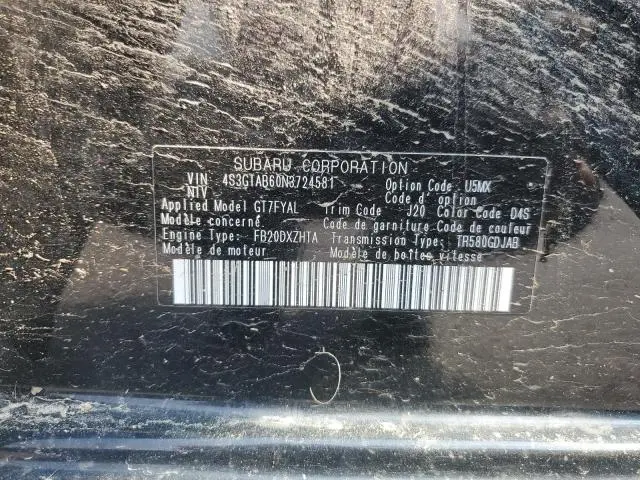 SUBARU CORPORATION
VIN 4S3GTAB60N3724581 Option Code U5MX
NIV Code d' option
Applied Model GT7FYAL Trim Code J20 Color Code D4S
Modèle concerné Code de garniture Code de couleur
Engine Type FB20DXZHTA Transmission Type TR580GDJAB
Modèle de moteur Modèle de boîtes vitesse